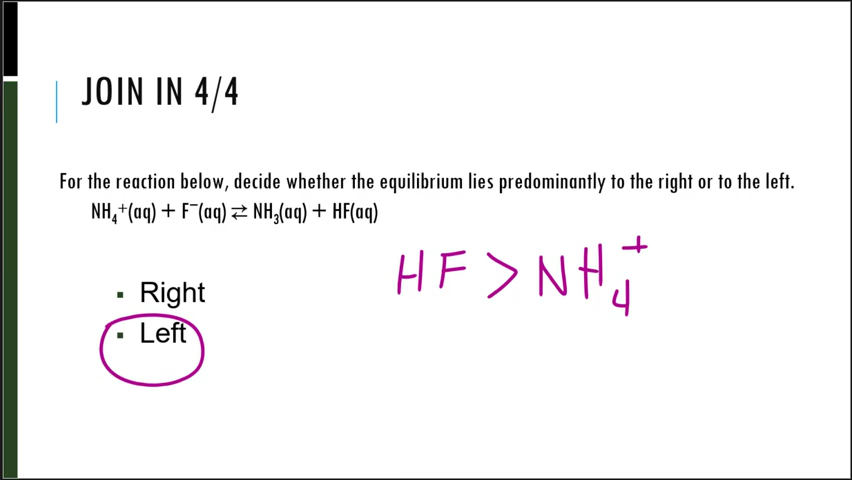 JOIN IN 4/4
For the reaction below, decide whether the equilibrium lies predominantly to the right or to the left.
NH₄⁺(aq) + F⁻(aq) ⇄ NH₃(aq) + HF(aq)
HF > NH₄⁺
▪ Right
▪ Left